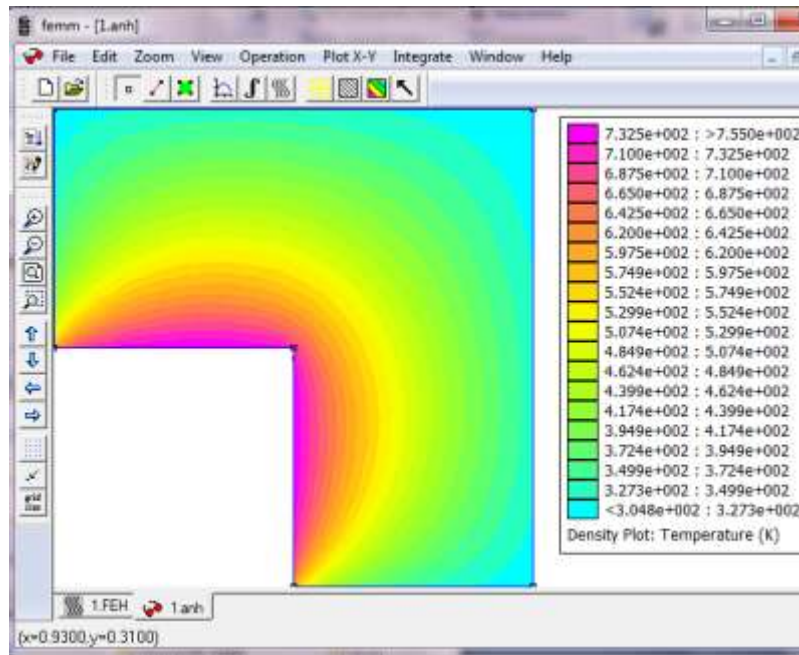 femm - [1.anh]
File Edit Zoom View Operation Plot X-Y Integrate Window Help
7.325e+002 : >7.550e+002
7.100e+002 : 7.325e+002
6.875e+002 : 7.100e+002
6.650e+002 : 6.875e+002
6.425e+002 : 6.650e+002
6.200e+002 : 6.425e+002
5.975e+002 : 6.200e+002
5.749e+002 : 5.975e+002
5.524e+002 : 5.749e+002
5.299e+002 : 5.524e+002
5.074e+002 : 5.299e+002
4.849e+002 : 5.074e+002
4.624e+002 : 4.849e+002
4.399e+002 : 4.624e+002
4.174e+002 : 4.399e+002
3.949e+002 : 4.174e+002
3.724e+002 : 3.949e+002
3.499e+002 : 3.724e+002
3.273e+002 : 3.499e+002
<3.048e+002 : 3.273e+002
Density Plot: Temperature (K)
1.FEH 1.anh
(x=0.9300,y=0.3100)